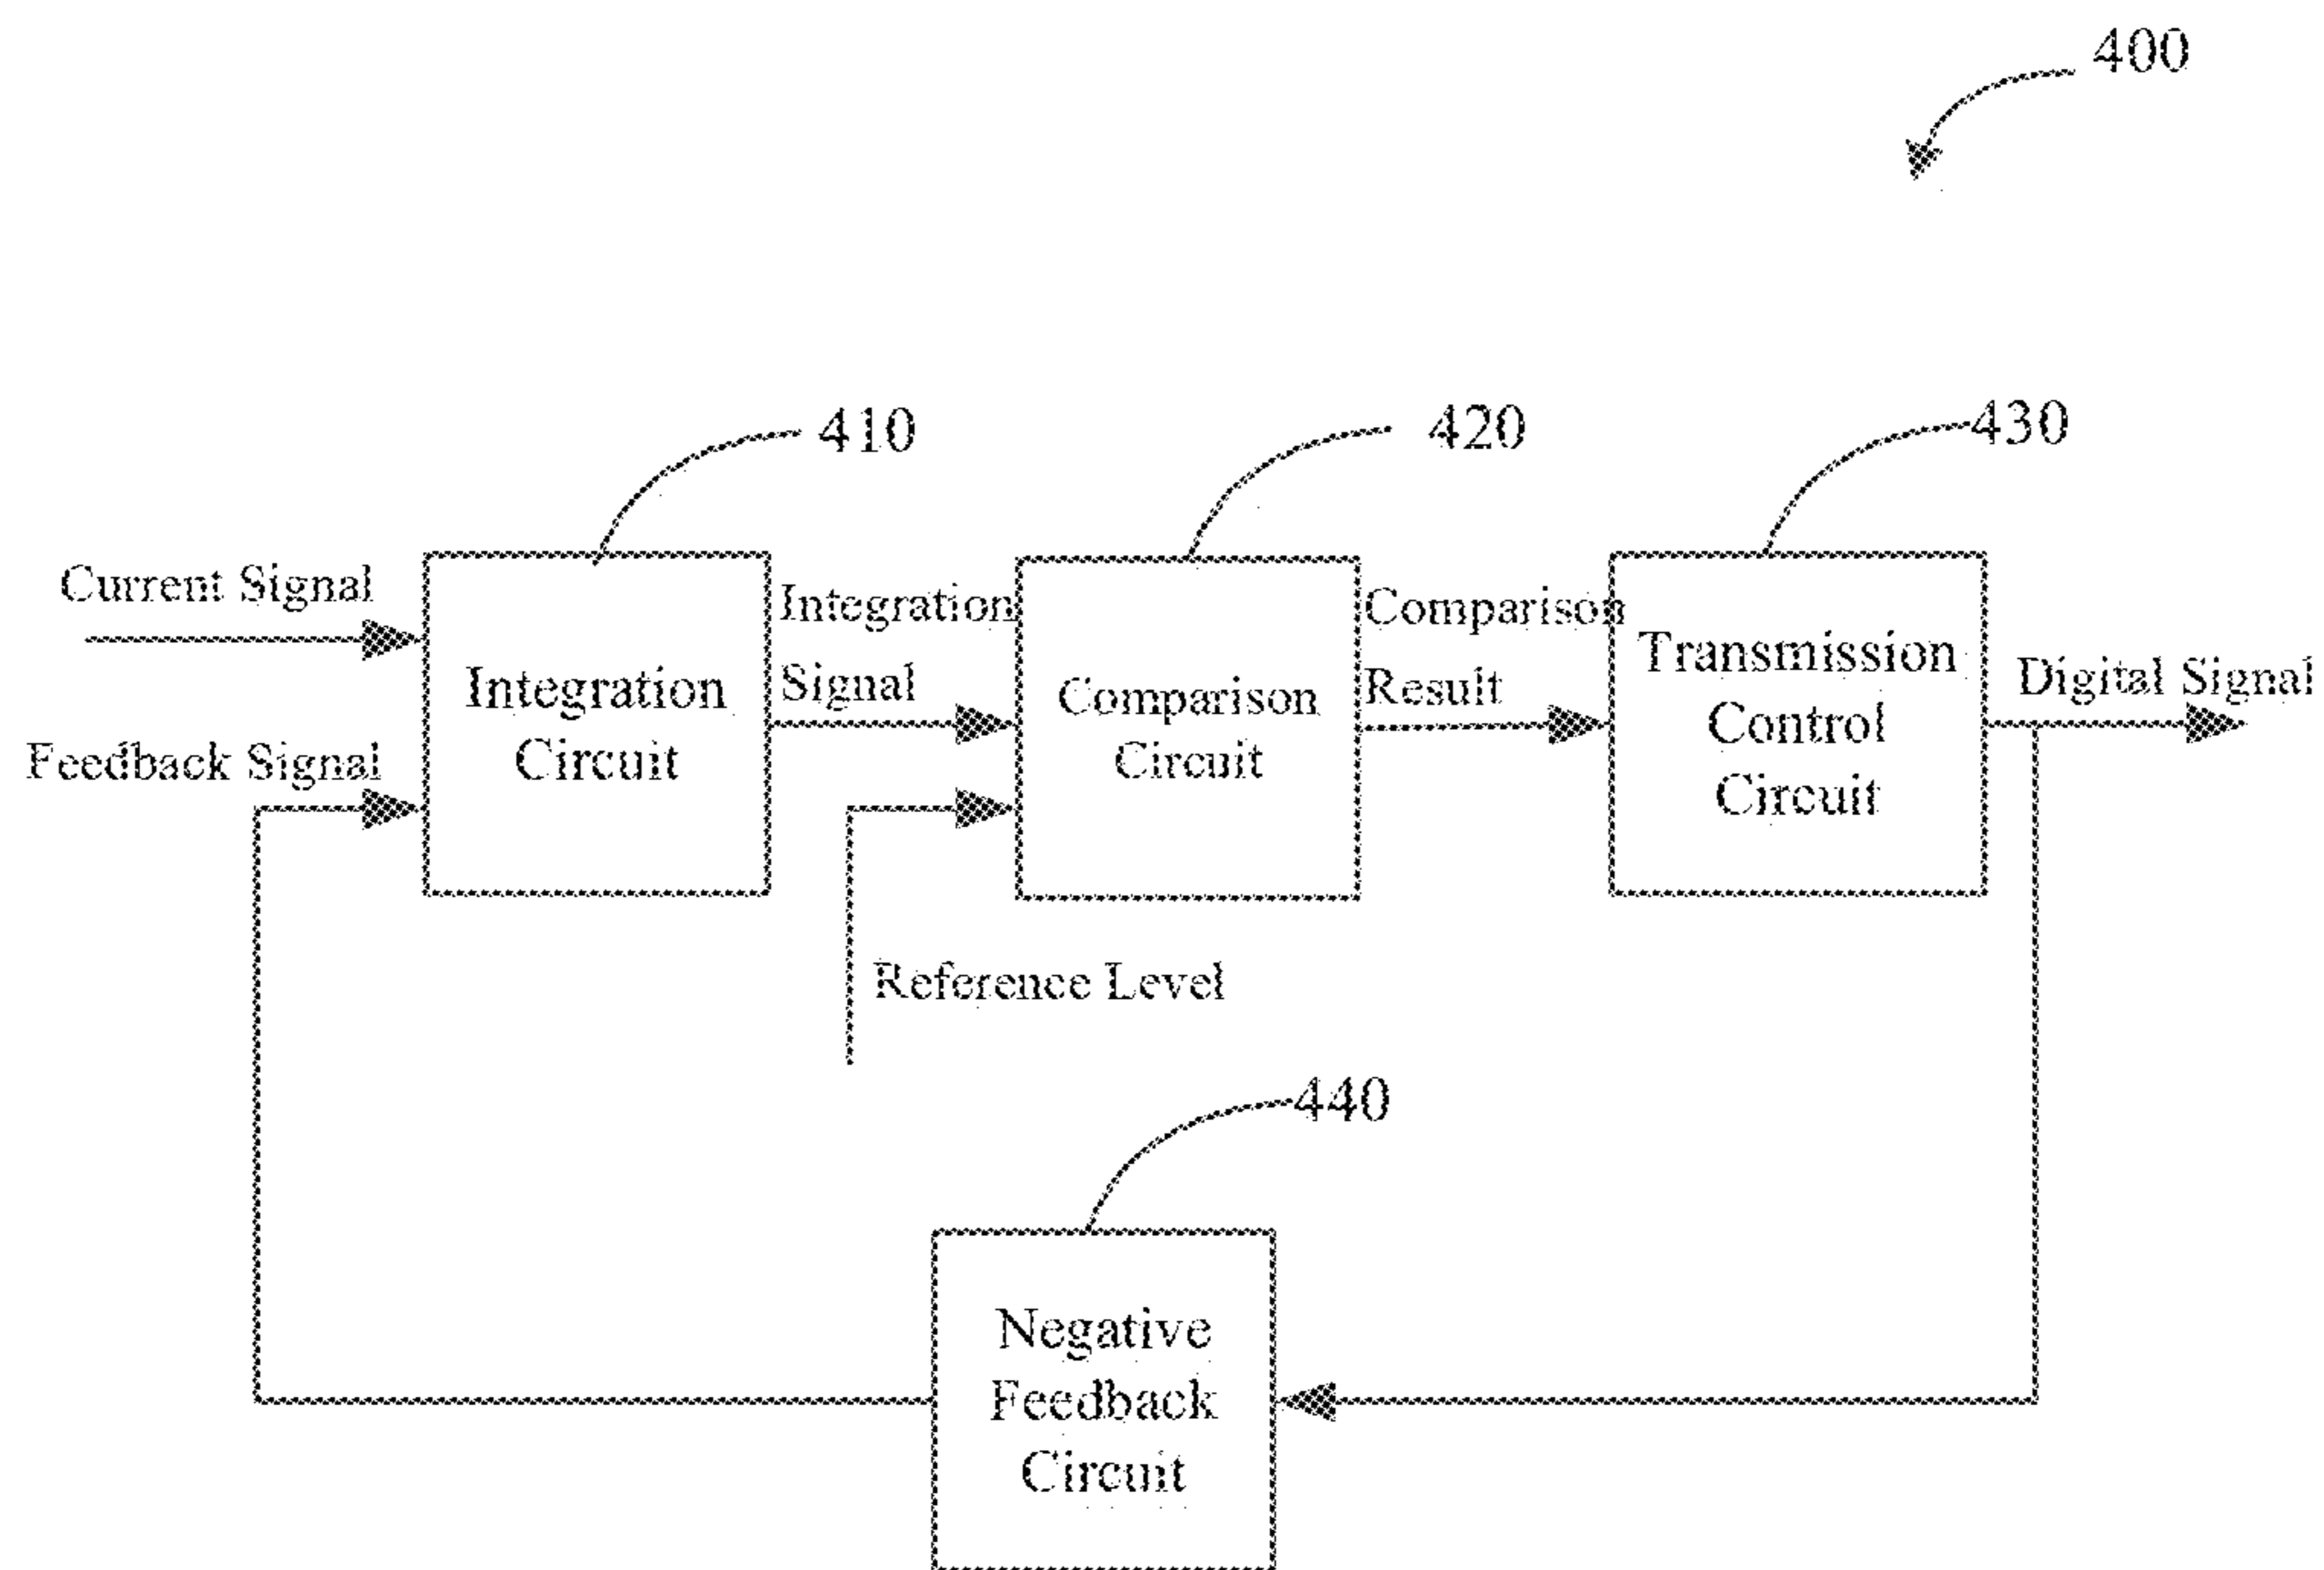 400
410
420
430
Current Signal
Feedback Signal
Integration
Circuit
Integration
Signal
Comparison
Circuit
Reference Level
Comparison
Result
Transmission
Control
Circuit
Digital Signal
440
Negative
Feedback
Circuit